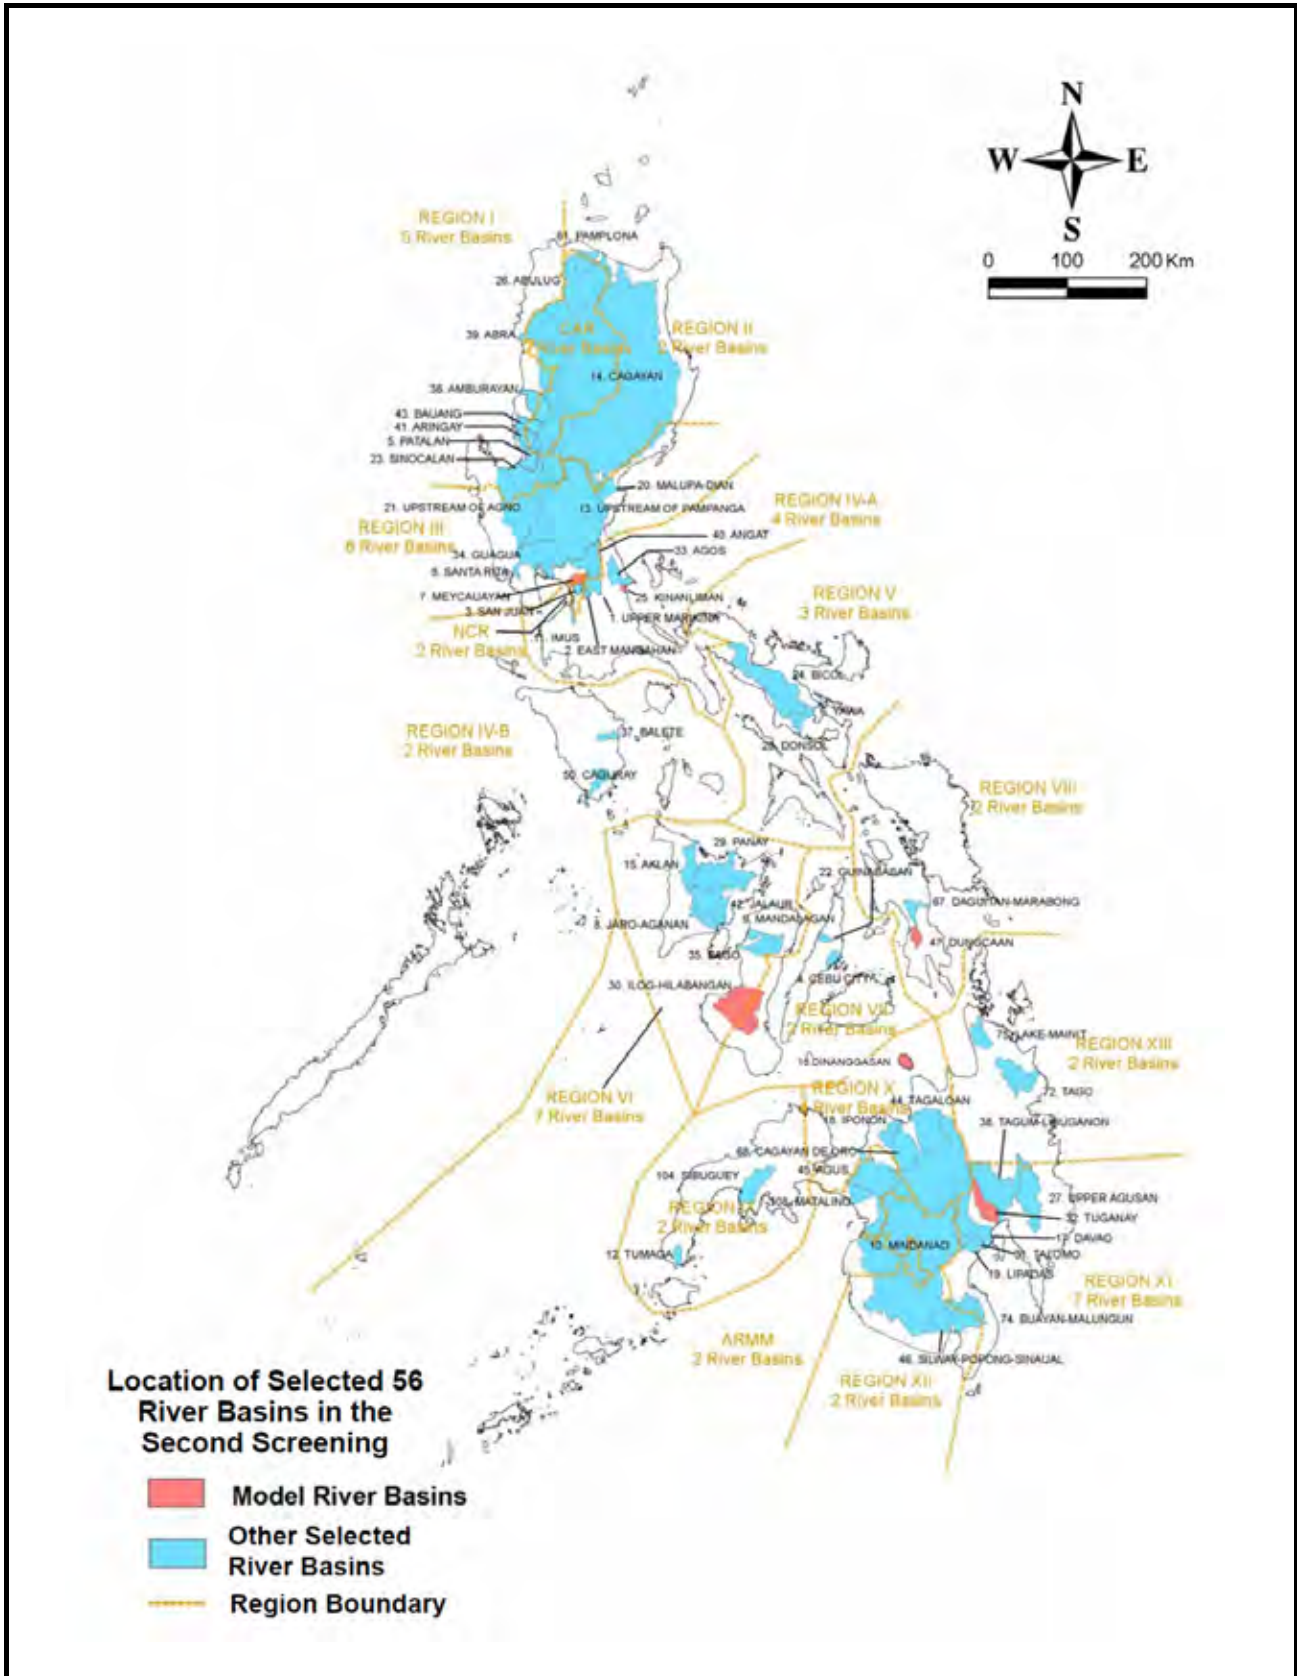 N
W E
S
0 100 200 Km
REGION I
5 River Basins
61. PAMPLONA
26. ABULUG
39. ABRA
CAR
River Basins
REGION II
2 River Basins
14. CAGAYAN
36. AMBURAYAN
43. BAUANG
41. ARINGAY
5. PATALAN
23. SINOCALAN
20. MALUPA-DIAN
21. UPSTREAM OF AGNO
13. UPSTREAM OF PAMPANGA
REGION IV-A
4 River Basins
REGION III
6 River Basins
40. ANGAT
33. AGOS
34. GUAGUA
6. SANTA RITA
7. MEYCAUAYAN
25. KINANLIMAN
3. SAN JUAN
1. UPPER MARIKINA
NCR
2 River Basins
11. IMUS
2. EAST MANGAHAN
REGION V
3 River Basins
24. BICOL
YAWA
28. DONSOL
REGION IV-B
2 River Basins
37. BALETE
50. CAGURAY
REGION VIII
2 River Basins
29. PANAY
15. AKLAN
22. GUINABASAN
42. JALAUR
67. DAGUITAN-MARABONG
8. JARO-AGANAN
9. MANDALAGAN
47. DUNGCAAN
35. BAGO
4. CEBU CITY
30. ILOG-HILABANGAN
REGION VII
2 River Basins
75. LAKE-MAINIT
REGION XIII
2 River Basins
16.DINANGGASAN
72. TAGO
REGION VI
7 River Basins
REGION X
River Basins
44. TAGALOAN
18. IPONON
38. TAGUM-LIBUGANON
68. CAGAYAN DE ORO
45. AGUS
104. SIBUGUEY
MATALING
27. UPPER AGUSAN
32. TUGANAY
2 River Basins
17. DAVAO
10. MINDANAO
31. TALOMO
12. TUMAGA
19. LIPADAS
REGION XI
7 River Basins
74. BUAYAN-MALUNGUN
ARMM
2 River Basins
46. SILWAY-POPONG-SINAUAL
REGION XII
2 River Basins
Location of Selected 56
River Basins in the
Second Screening
Model River Basins
Other Selected
River Basins
Region Boundary